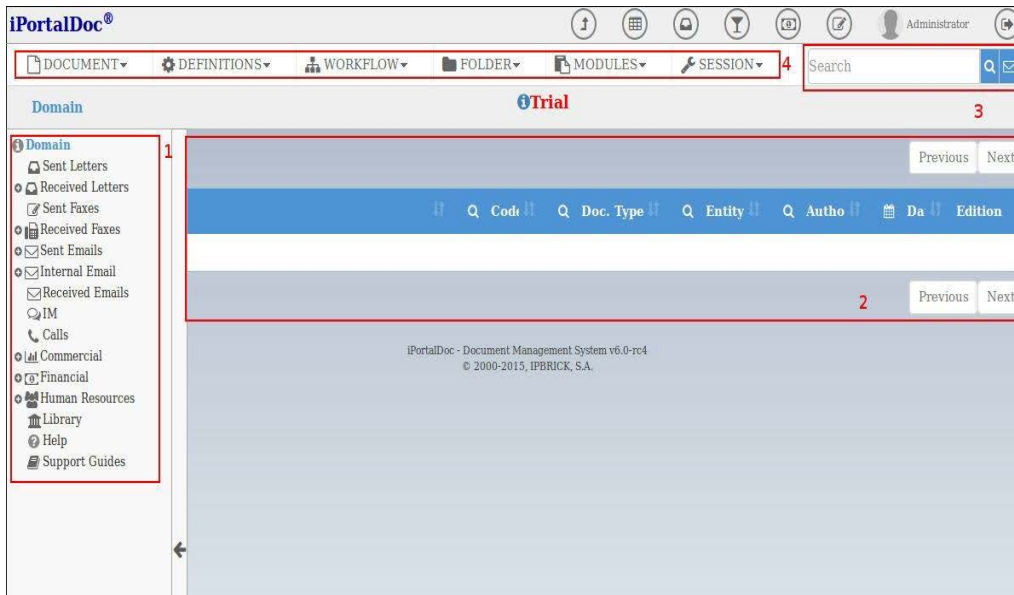 iPortalDoc®
Administrator
DOCUMENT DEFINITIONS WORKFLOW FOLDER MODULES SESSION 4 Search
Domain Trial 3
Domain 1
Sent Letters
Received Letters
Sent Faxes
Received Faxes
Sent Emails
Internal Email
Received Emails
IM
Calls
Commercial
Financial
Human Resources
Library
Help
Support Guides
Previous Next
Code Doc. Type Entity Autho Da Edition
2 Previous Next
iPortalDoc - Document Management System v6.0-rc4
© 2000-2015, IPBRICK, S.A.